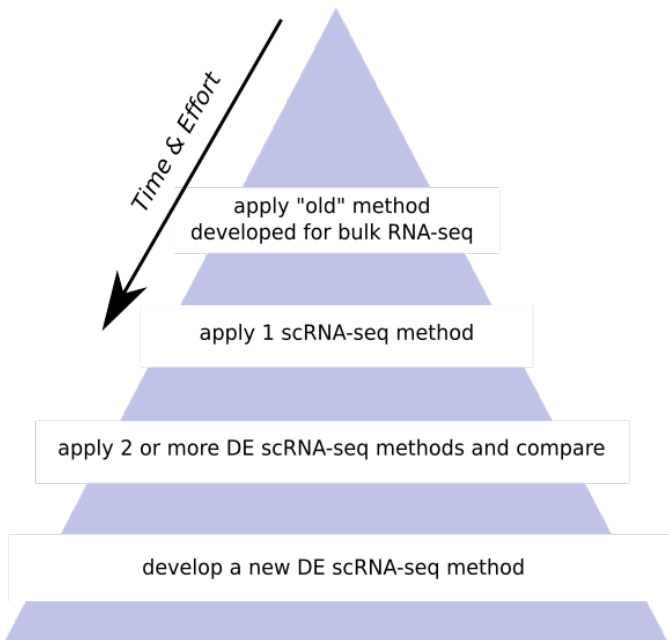 Time & Effort
apply "old" method
developed for bulk RNA-seq
apply 1 scRNA-seq method
apply 2 or more DE scRNA-seq methods and compare
develop a new DE scRNA-seq method